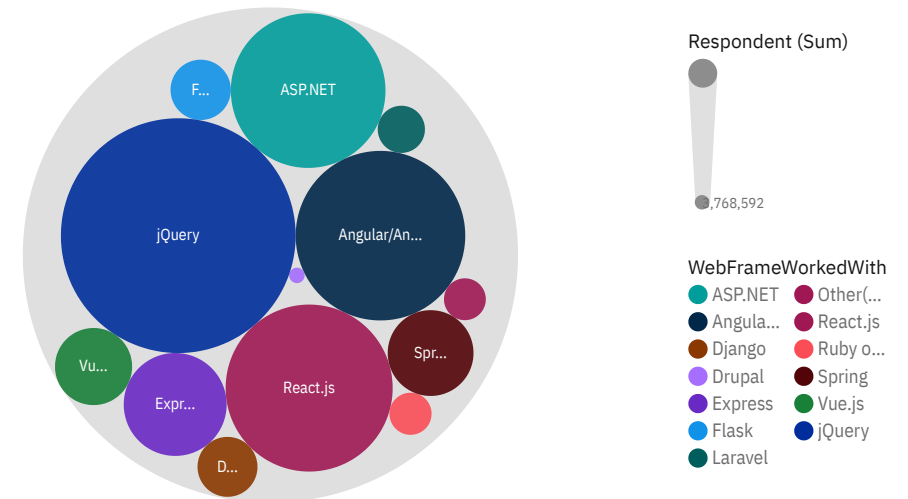 F...
ASP.NET
jQuery
Angular/An...
Vu...
Spr...
Expr...
React.js
D...
Respondent (Sum)
3,768,592
WebFrameWorkedWith
ASP.NET
Angula...
Django
Drupal
Express
Flask
Laravel
Other(...
React.js
Ruby o...
Spring
Vue.js
jQuery